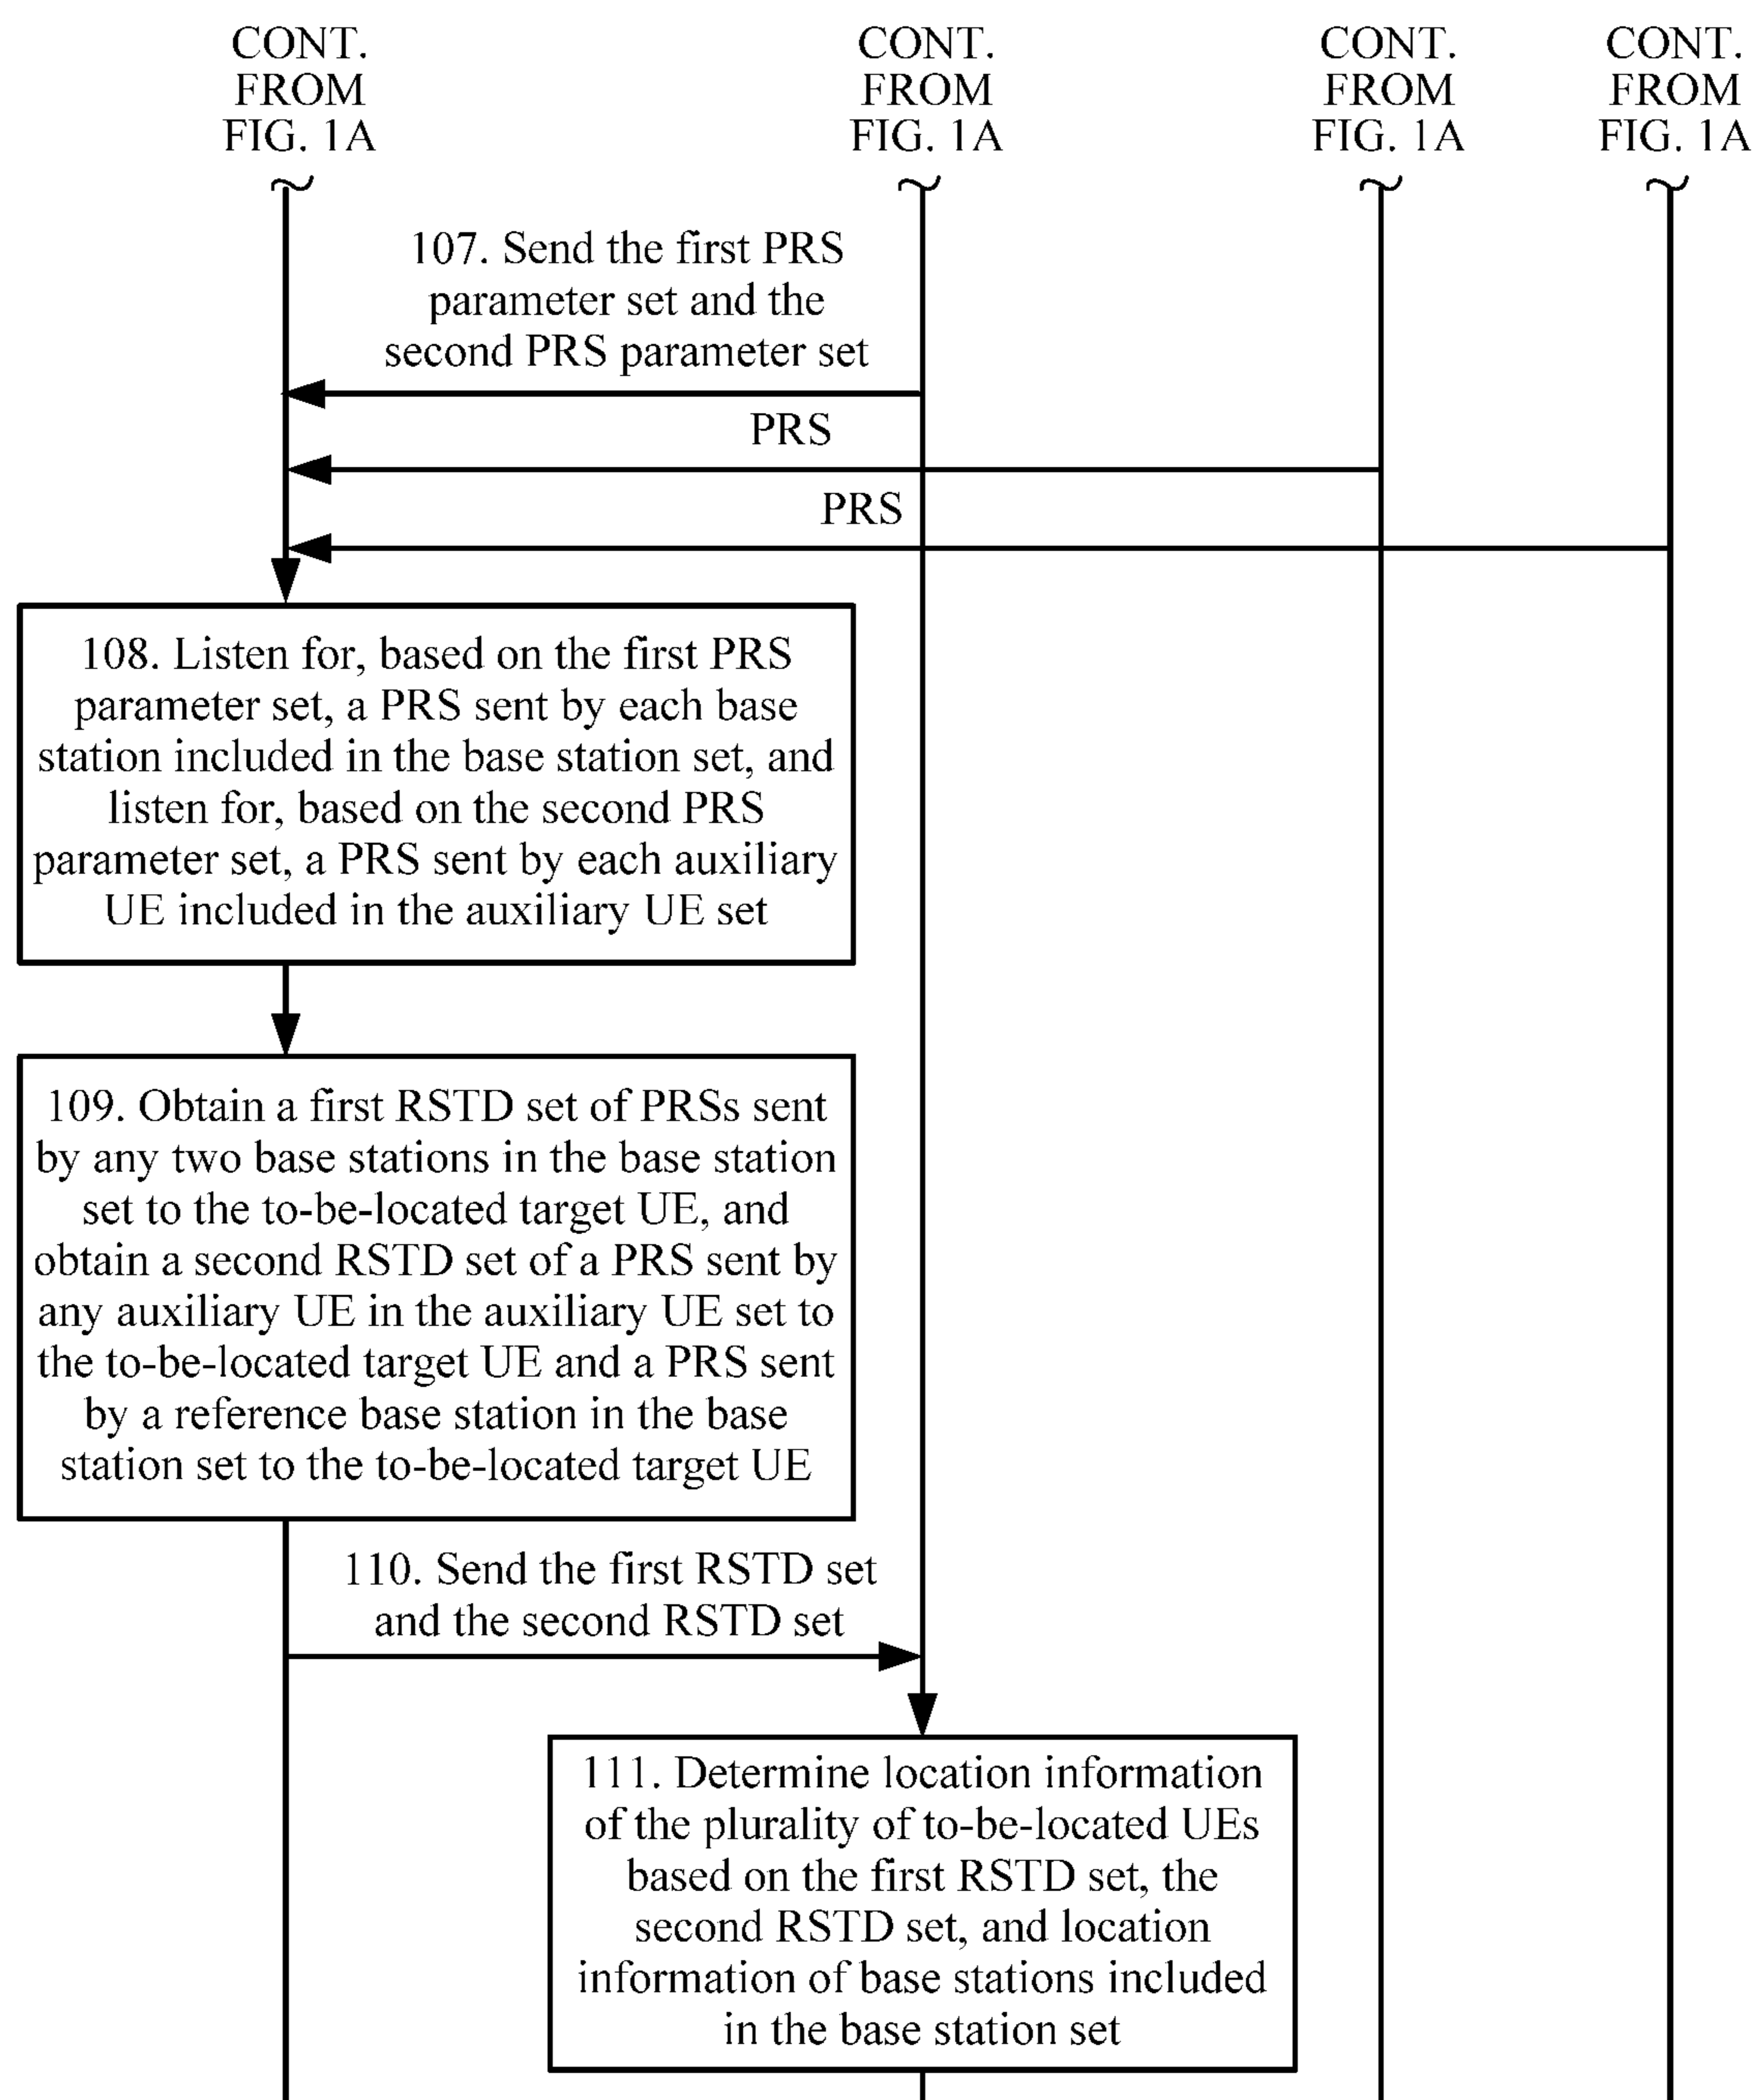 CONT.
FROM
FIG. 1A
CONT.
FROM
FIG. 1A
CONT.
FROM
FIG. 1A
CONT.
FROM
FIG. 1A
107. Send the first PRS
parameter set and the
second PRS parameter set
PRS
PRS
108. Listen for, based on the first PRS
parameter set, a PRS sent by each base
station included in the base station set, and
listen for, based on the second PRS
parameter set, a PRS sent by each auxiliary
UE included in the auxiliary UE set
109. Obtain a first RSTD set of PRSs sent
by any two base stations in the base station
set to the to-be-located target UE, and
obtain a second RSTD set of a PRS sent by
any auxiliary UE in the auxiliary UE set to
the to-be-located target UE and a PRS sent
by a reference base station in the base
station set to the to-be-located target UE
110. Send the first RSTD set
and the second RSTD set
111. Determine location information
of the plurality of to-be-located UEs
based on the first RSTD set, the
second RSTD set, and location
information of base stations included
in the base station set